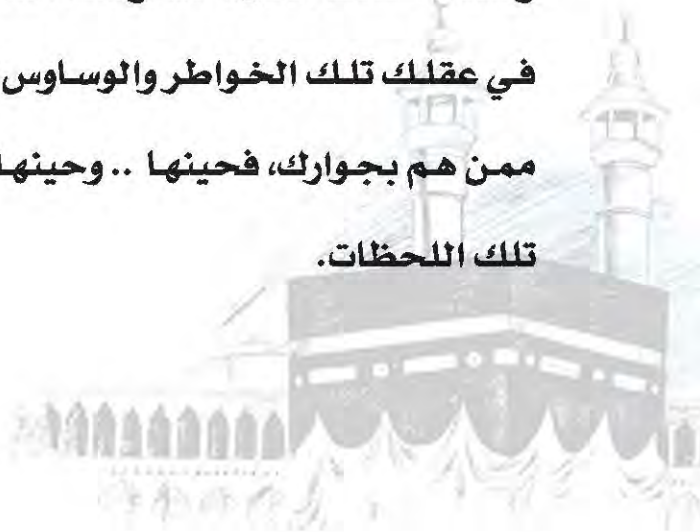 في عقلك تلك الخواطر والوساوس
ممن هم بجوارك، فحينها .. وحينها
تلك اللحظات.